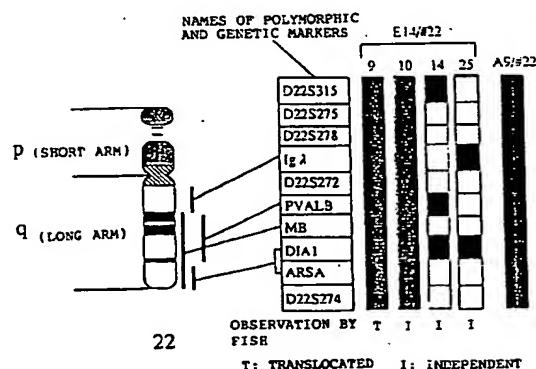 NAMES OF POLYMORPHIC
AND GENETIC MARKERS
E14/#22
9 10 14 25 A9/#22
D22S315
D22S275
D22S278
Igλ
D22S272
PVALB
MB
DIA1
ARSA
D22S274
p (SHORT ARM)
q (LONG ARM)
22
OBSERVATION BY T I I I
FISH
T: TRANSLOCATED I: INDEPENDENT